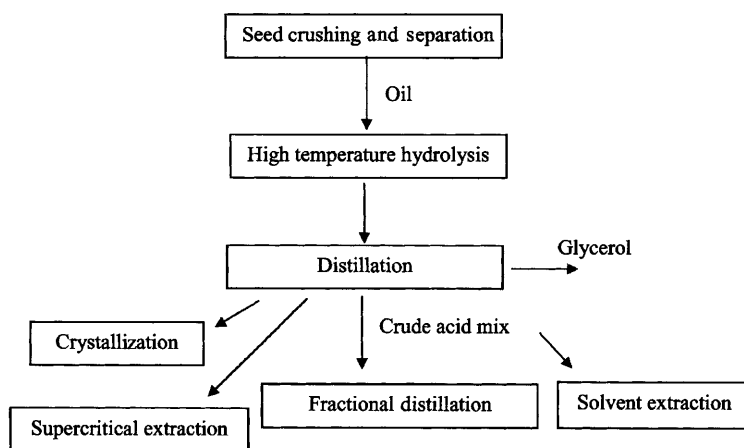 Seed crushing and separation
Oil
High temperature hydrolysis
Glycerol
Distillation
Crude acid mix
Crystallization
Fractional distillation
Solvent extraction
Supercritical extraction